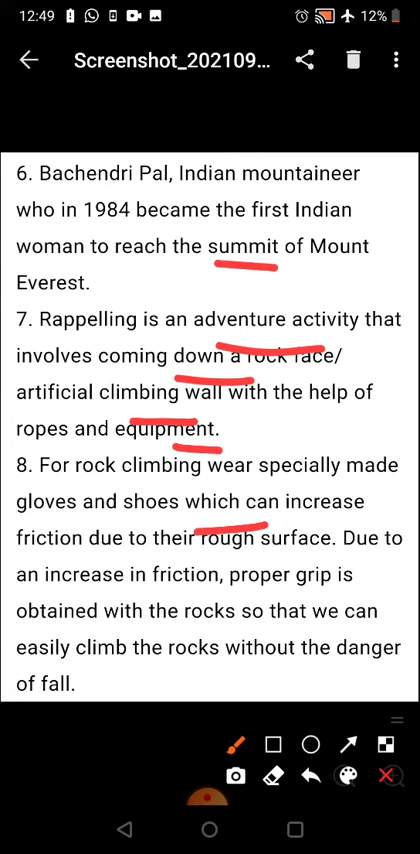 12:49
12%
Screenshot_202109...
6. Bachendri Pal, Indian mountaineer
who in 1984 became the first Indian
woman to reach the summit of Mount
Everest.
7. Rappelling is an adventure activity that
involves coming down a rock face/
artificial climbing wall with the help of
ropes and equipment.
8. For rock climbing wear specially made
gloves and shoes which can increase
friction due to their rough surface. Due to
an increase in friction, proper grip is
obtained with the rocks so that we can
easily climb the rocks without the danger
of fall.